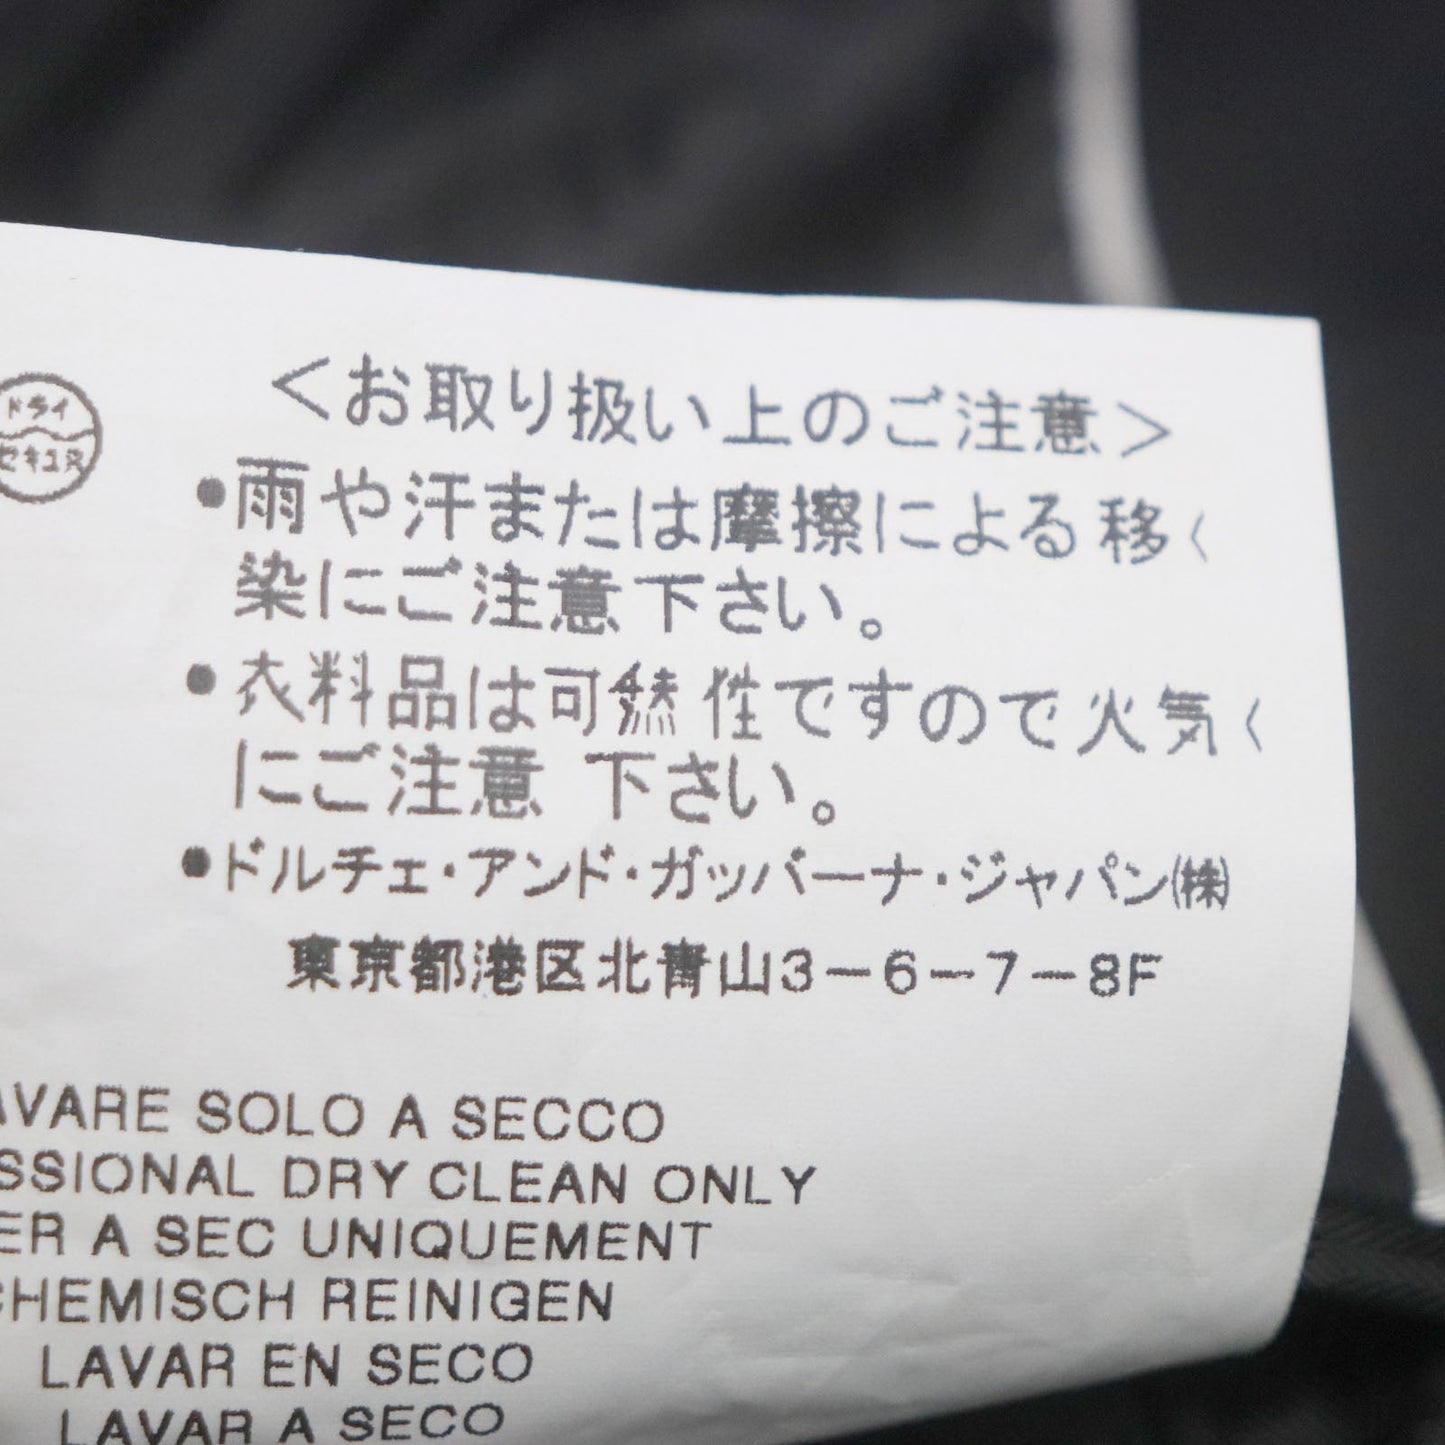 ドライ
セキユ系
＜お取り扱い上のご注意＞
●雨や汗または摩擦による移く
染にご注意下さい。
●衣料品は可燃性ですので火気く
にご注意 下さい。
●ドルチェ・アンド・ガッバーナ・ジャパン㈱
東京都港区北青山3－6－7－8F
AVARE SOLO A SECCO
SSIONAL DRY CLEAN ONLY
ER A SEC UNIQUEMENT
CHEMISCH REINIGEN
LAVAR EN SECO
LAVAR A SECO